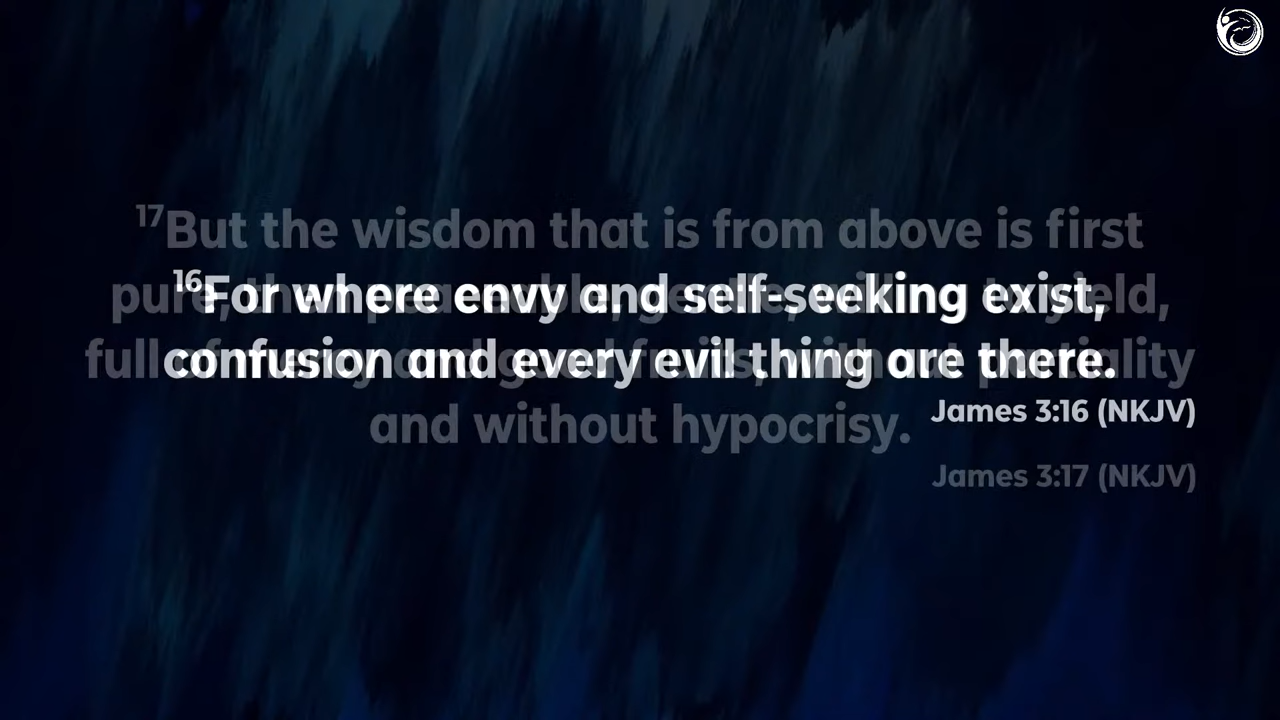 17But the wisdom that is from above is first
16For where envy and self-seeking exist,
confusion and every evil thing are there.
James 3:16 (NKJV)
and without hypocrisy.
James 3:17 (NKJV)